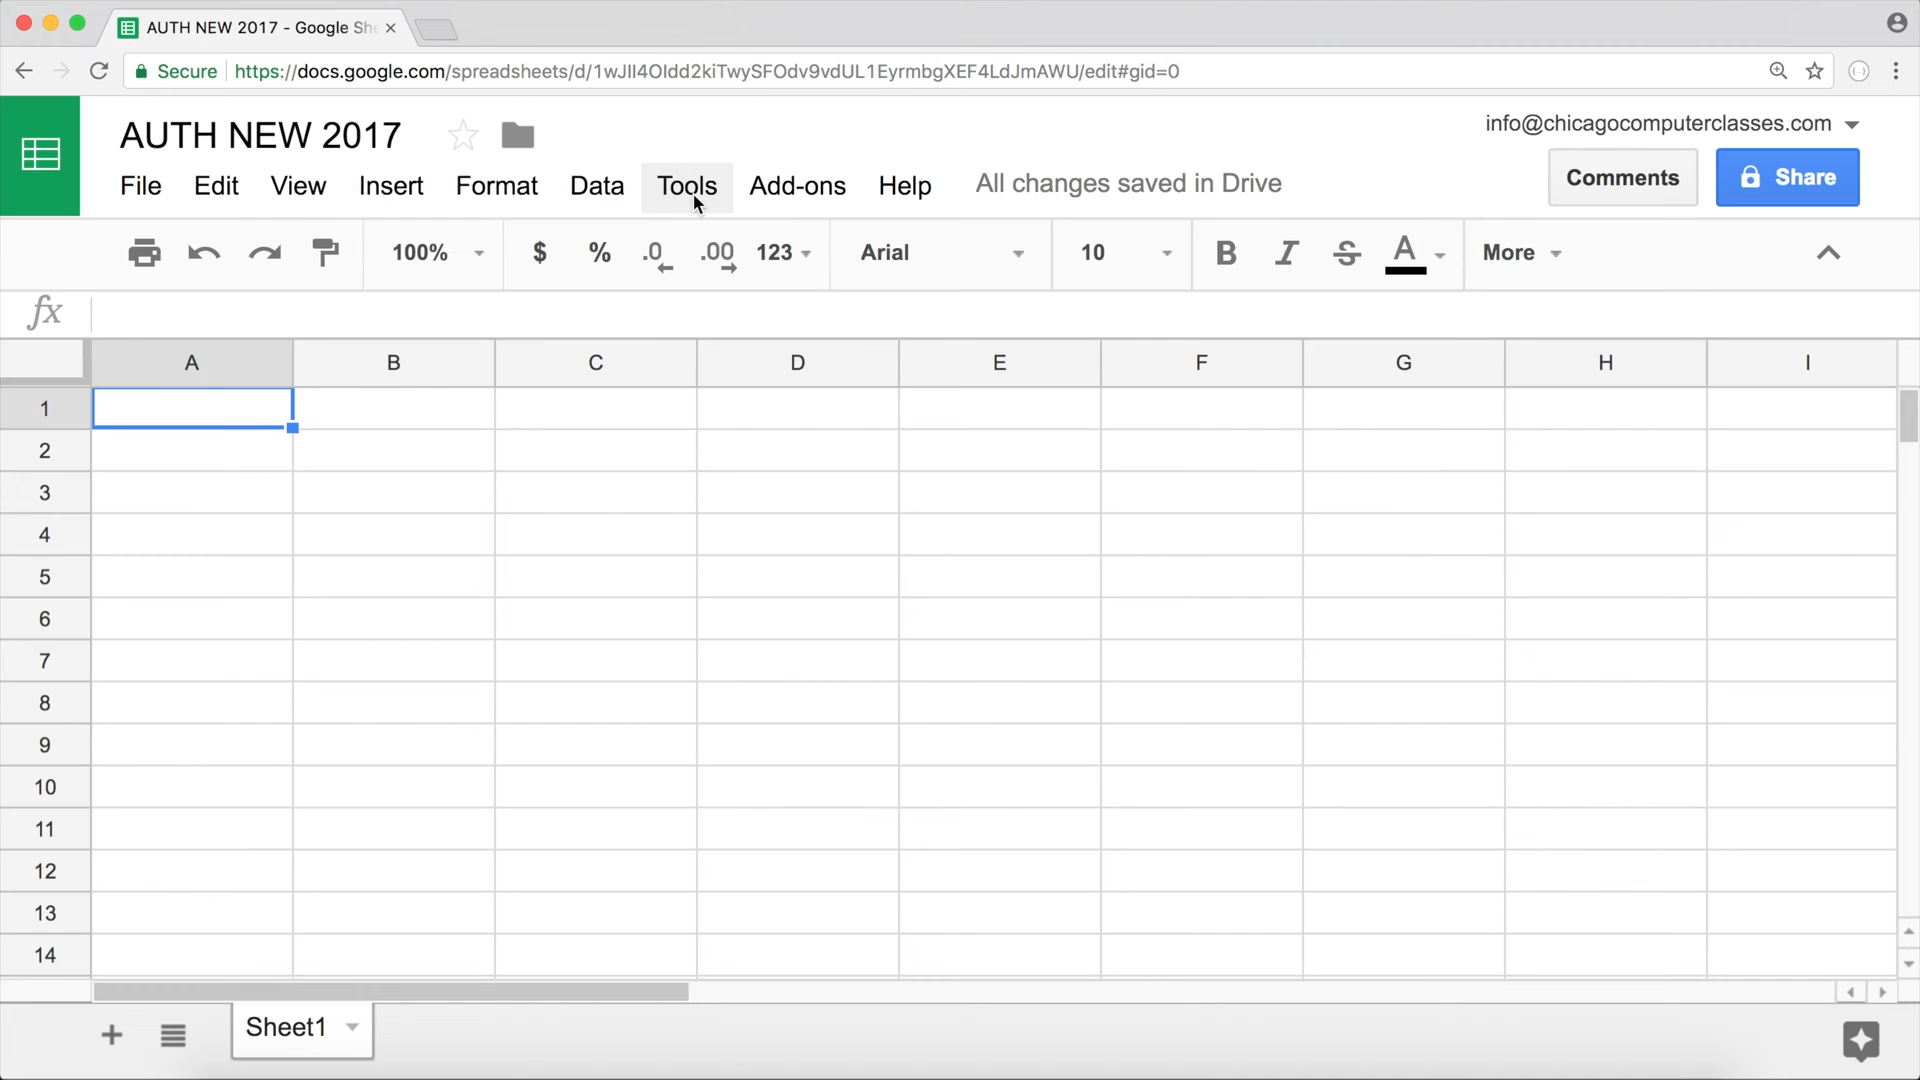 AUTH NEW 2017 - Google She
Secure https://docs.google.com/spreadsheets/d/1wJIl4OIdd2kiTwySFOdv9vdUL1EyrmbgXEF4LdJmAWU/edit#gid=0
AUTH NEW 2017
info@chicagocomputerclasses.com
File Edit View Insert Format Data Tools Add-ons Help All changes saved in Drive
Comments Share
100% $ % .0 .00 123 Arial 10 B I S A More
fx
A B C D E F G H I
1
2
3
4
5
6
7
8
9
10
11
12
13
14
Sheet1